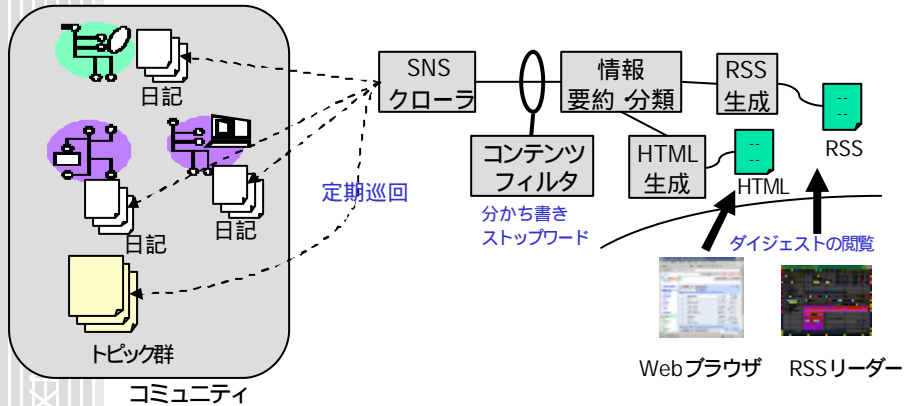 日記
日記
日記
トピック群
コミュニティ
定期巡回
SNS
クローラ
コンテンツ
フィルタ
分かち書き
ストップワード
情報
要約・分類
RSS
生成
RSS
HTML
生成
HTML
ダイジェストの閲覧
Webブラウザ
RSSリーダー